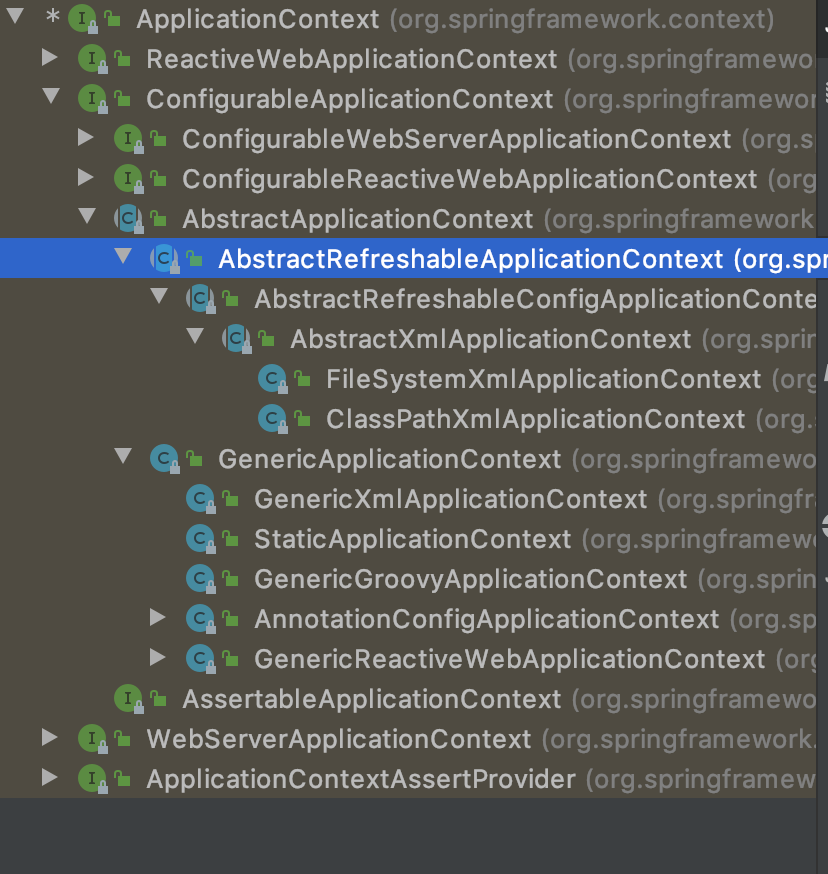 * I ApplicationContext (org.springframework.context)
I ReactiveWebApplicationContext (org.springframewo
I ConfigurableApplicationContext (org.springframewor
I ConfigurableWebServerApplicationContext (org.s
I ConfigurableReactiveWebApplicationContext (org
C AbstractApplicationContext (org.springframework
C AbstractRefreshableApplicationContext (org.spr
C AbstractRefreshableConfigApplicationConte
C AbstractXmlApplicationContext (org.sprin
C FileSystemXmlApplicationContext (org
C ClassPathXmlApplicationContext (org.
C GenericApplicationContext (org.springframewo
C GenericXmlApplicationContext (org.springfr
C StaticApplicationContext (org.springframew
C GenericGroovyApplicationContext (org.sprin
C AnnotationConfigApplicationContext (org.sp
C GenericReactiveWebApplicationContext (org
I AssertableApplicationContext (org.springframewo
I WebServerApplicationContext (org.springframework.
I ApplicationContextAssertProvider (org.springframew